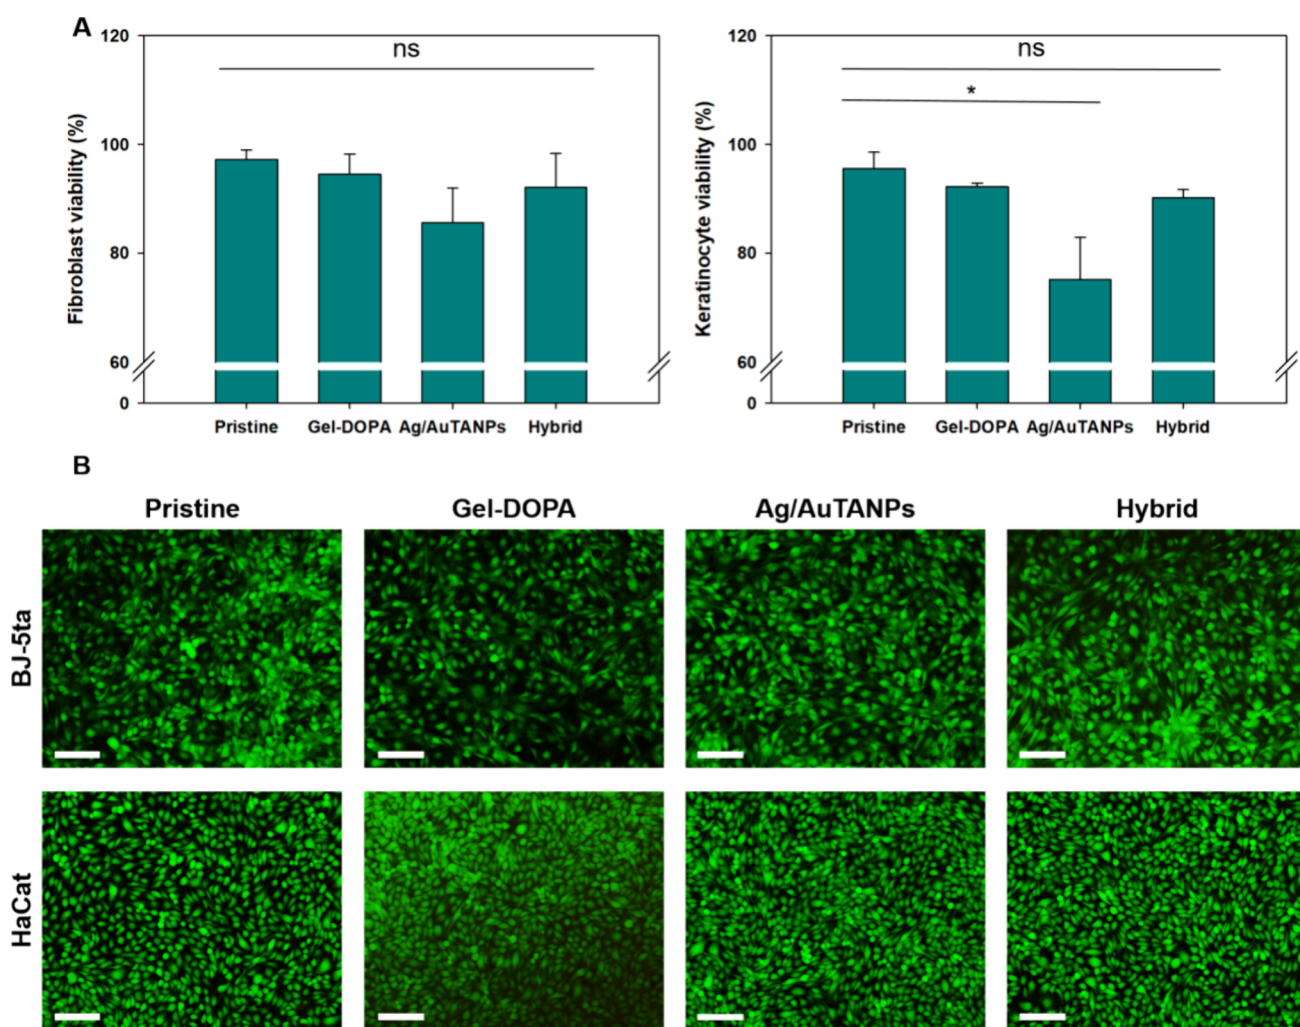 A
Fibroblast viability (%)
120
100
80
60
0
ns
Pristine Gel-DOPA Ag/AuTANPs Hybrid
Keratinocyte viability (%)
120
100
80
60
0
ns
*
Pristine Gel-DOPA Ag/AuTANPs Hybrid
B
Pristine Gel-DOPA Ag/AuTANPs Hybrid
BJ-5ta
HaCat